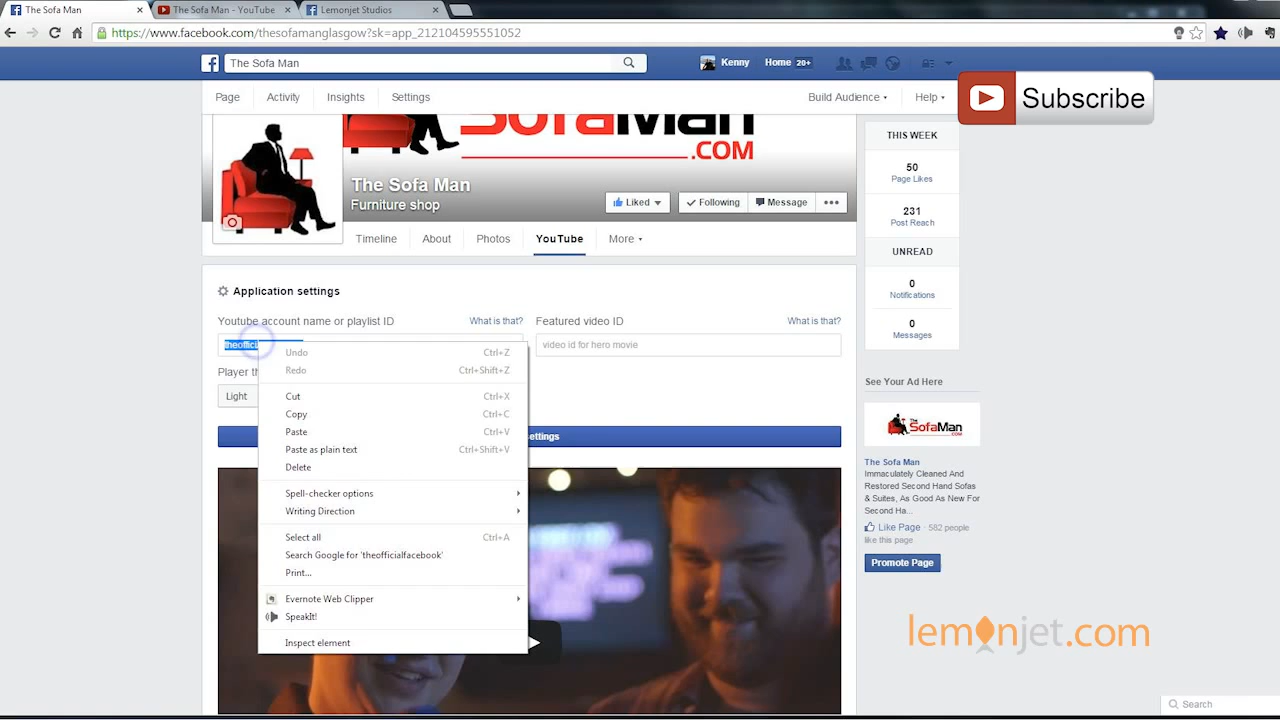 The Sofa Man
The Sofa Man - YouTube
Lemonjet Studios
https://www.facebook.com/thesofamanglasgow?sk=app_212104595551052
The Sofa Man
Kenny
Home 20+
Page
Activity
Insights
Settings
Build Audience
Help
Subscribe
SofaMan
.COM
The Sofa Man
Furniture shop
Liked
Following
Message
Timeline
About
Photos
YouTube
More
THIS WEEK
50
Page Likes
231
Post Reach
UNREAD
0
Notifications
0
Messages
Application settings
Youtube account name or playlist ID
What is that?
Featured video ID
What is that?
theoffici
video id for hero movie
Player th
Light
ettings
Undo Ctrl+Z
Redo Ctrl+Shift+Z
Cut Ctrl+X
Copy Ctrl+C
Paste Ctrl+V
Paste as plain text Ctrl+Shift+V
Delete
Spell-checker options
Writing Direction
Select all Ctrl+A
Search Google for 'theofficialfacebook'
Print...
Evernote Web Clipper
SpeakIt!
Inspect element
See Your Ad Here
The SofaMan .COM
The Sofa Man
Immaculately Cleaned And
Restored Second Hand Sofas
& Suites, As Good As New For
Second Ha...
Like Page · 582 people
like this page
Promote Page
lemonjet.com
Search